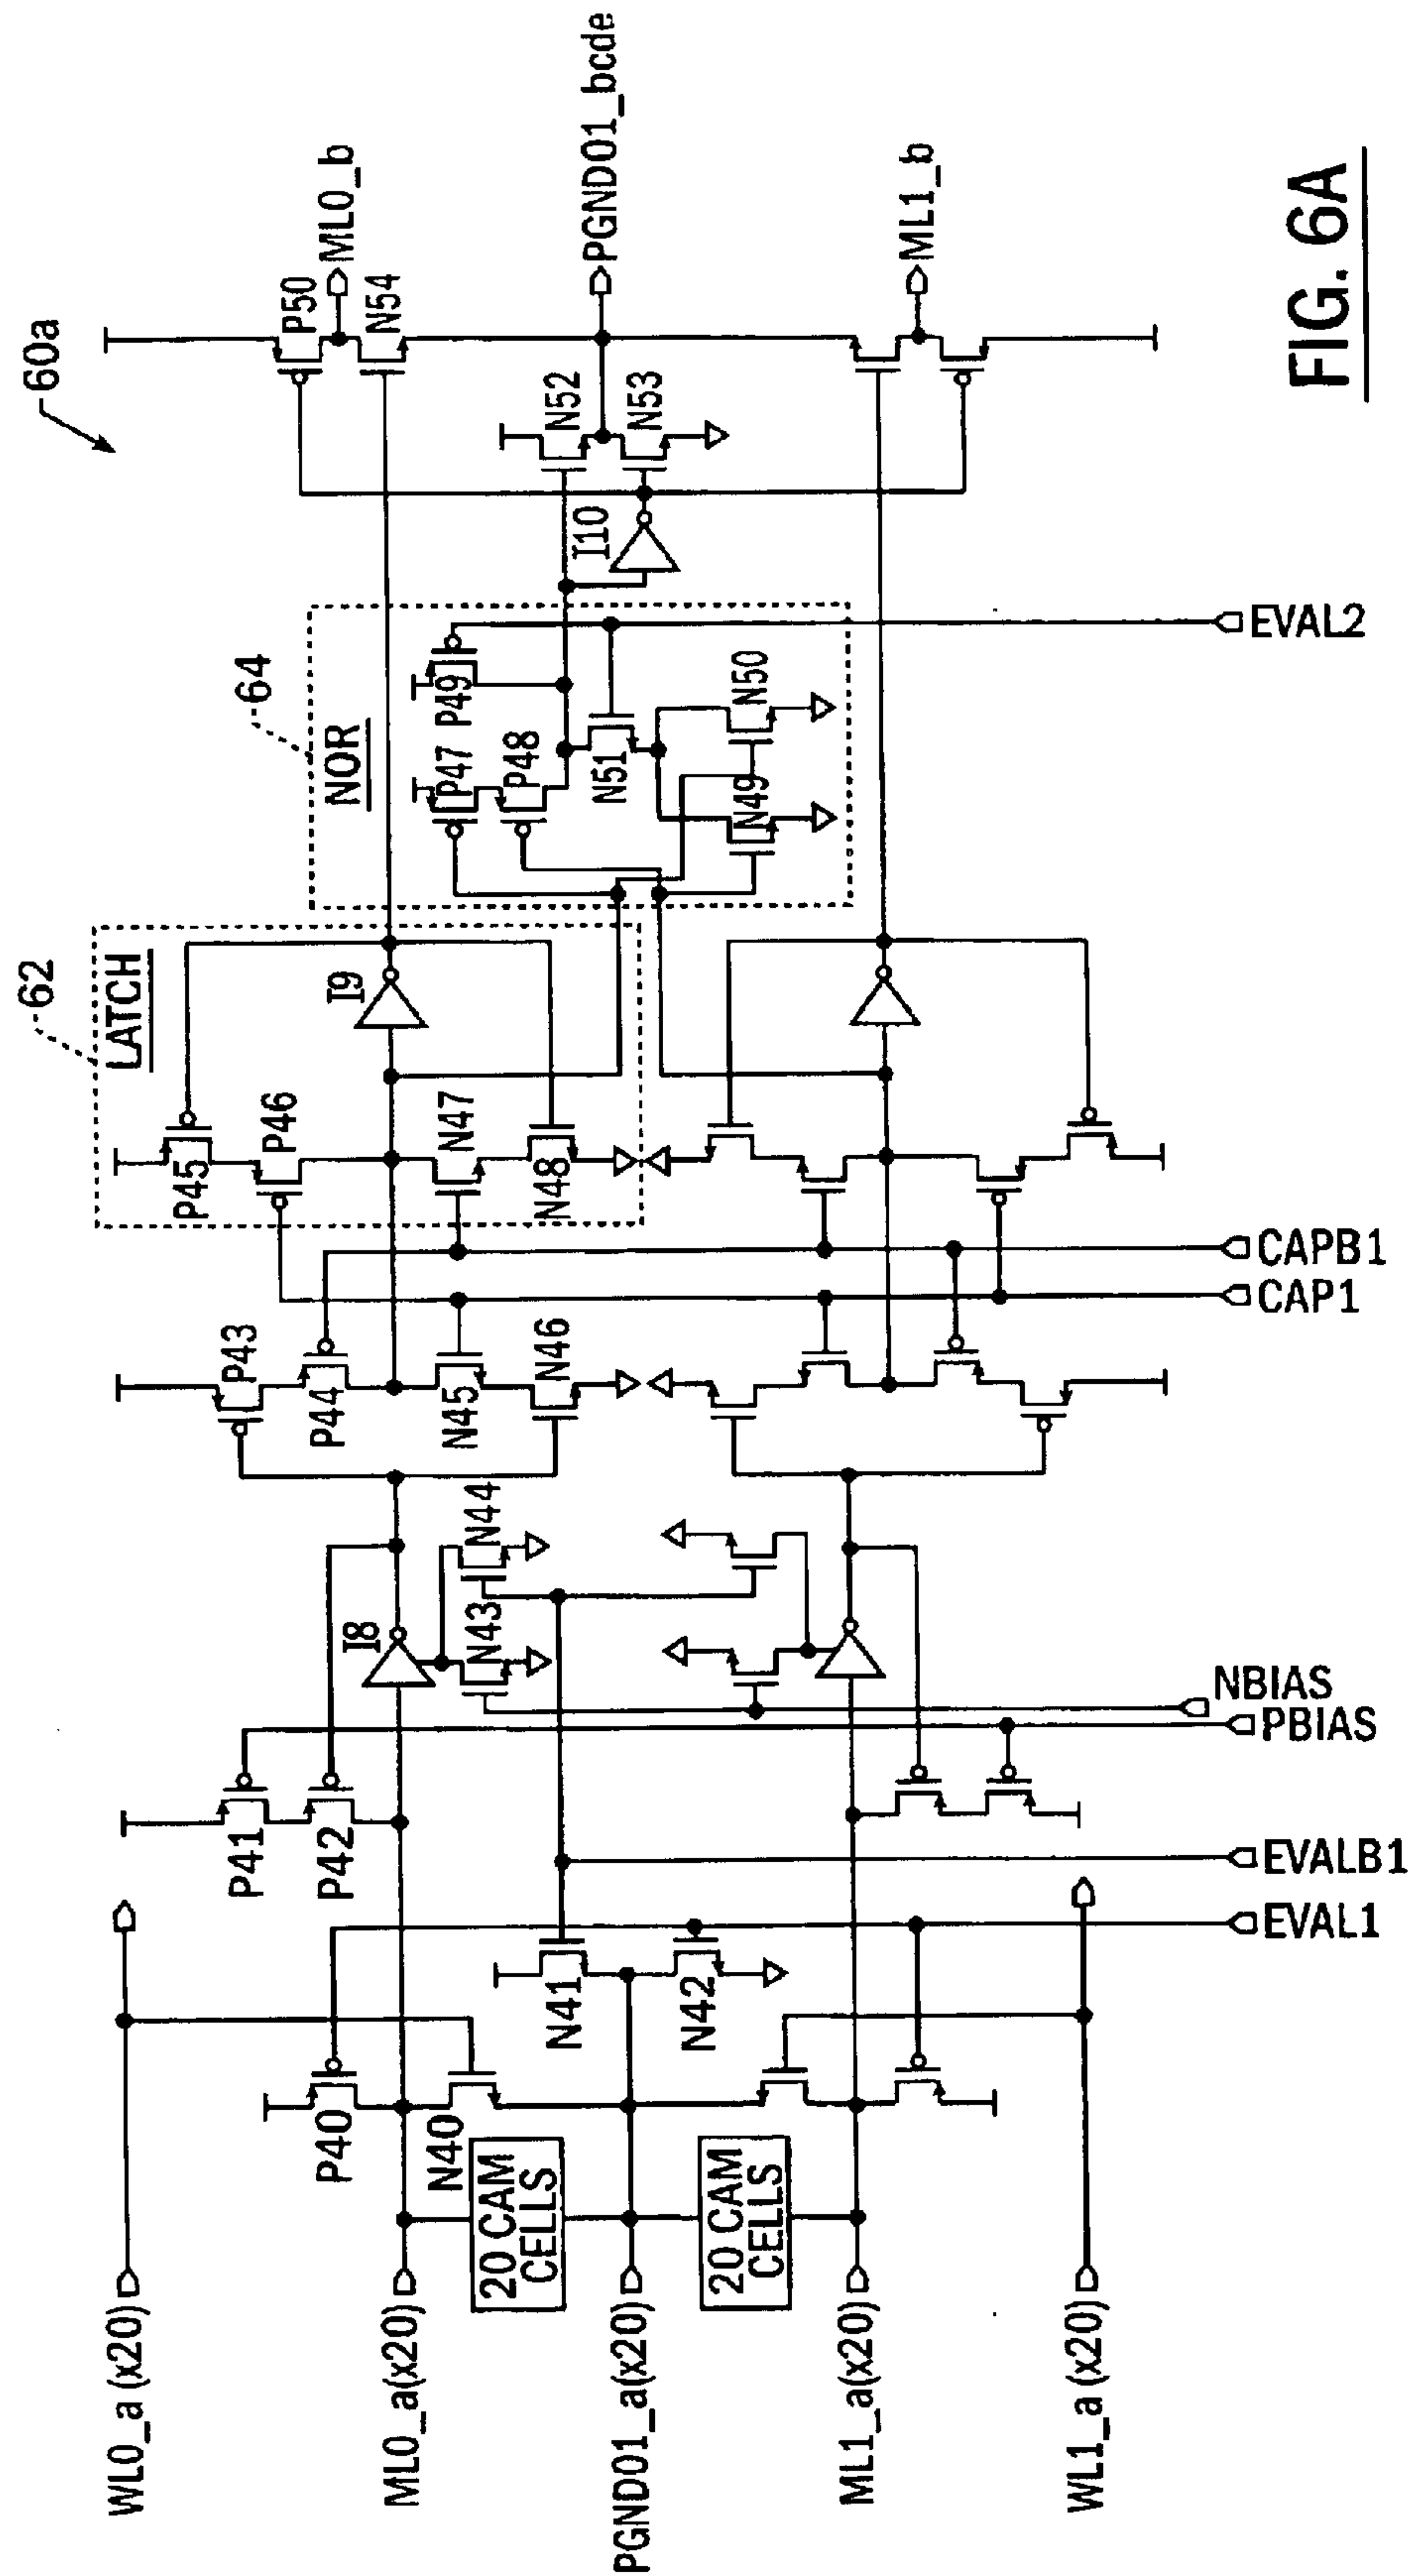 60a
P50
ML0_b
N54
N52
PGND01_bcde
N53
ML1_b
I10
64
NOR
P49
P47
P48
N51
N50
N49
EVAL2
62
LATCH
I9
P45
P46
N47
N48
CAPB1
CAP1
P43
P44
N45
N46
I8
N44
N43
NBIAS
PBIAS
P41
P42
EVALB1
EVAL1
N41
N42
P40
N40
20 CAM
CELLS
20 CAM
CELLS
WL0_a (x20)
ML0_a(x20)
PGND01_a(x20)
ML1_a(x20)
WL1_a (x20)
FIG. 6A